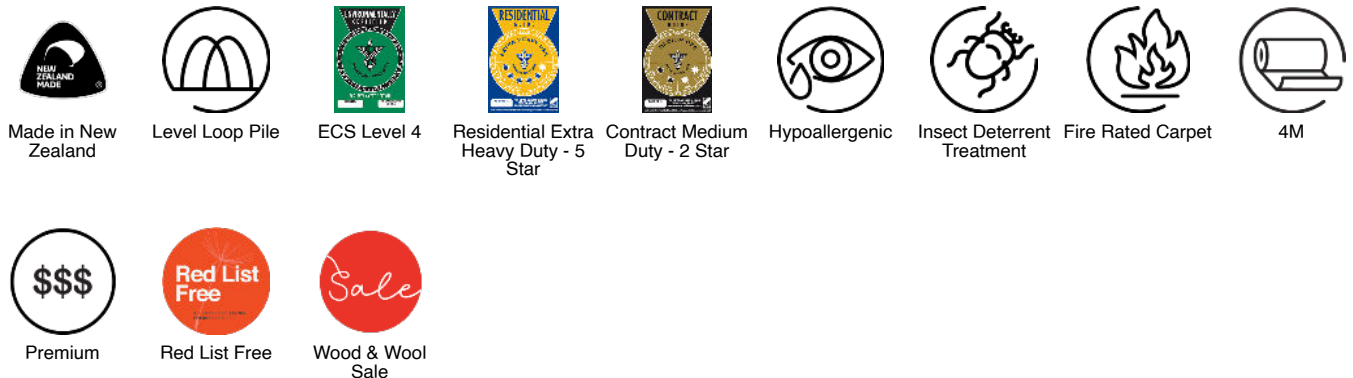 NEW
ZEALAND
MADE
®
ENVIRONMENTALLY
RESIDENTIAL
CONTRACT
Made in New
Zealand
Level Loop Pile
ECS Level 4
Residential Extra
Heavy Duty - 5
Star
Contract Medium
Duty - 2 Star
Hypoallergenic
Insect Deterrent
Treatment
Fire Rated Carpet
4M
$$$
Red List
Free
Sale
Premium
Red List Free
Wood & Wool
Sale